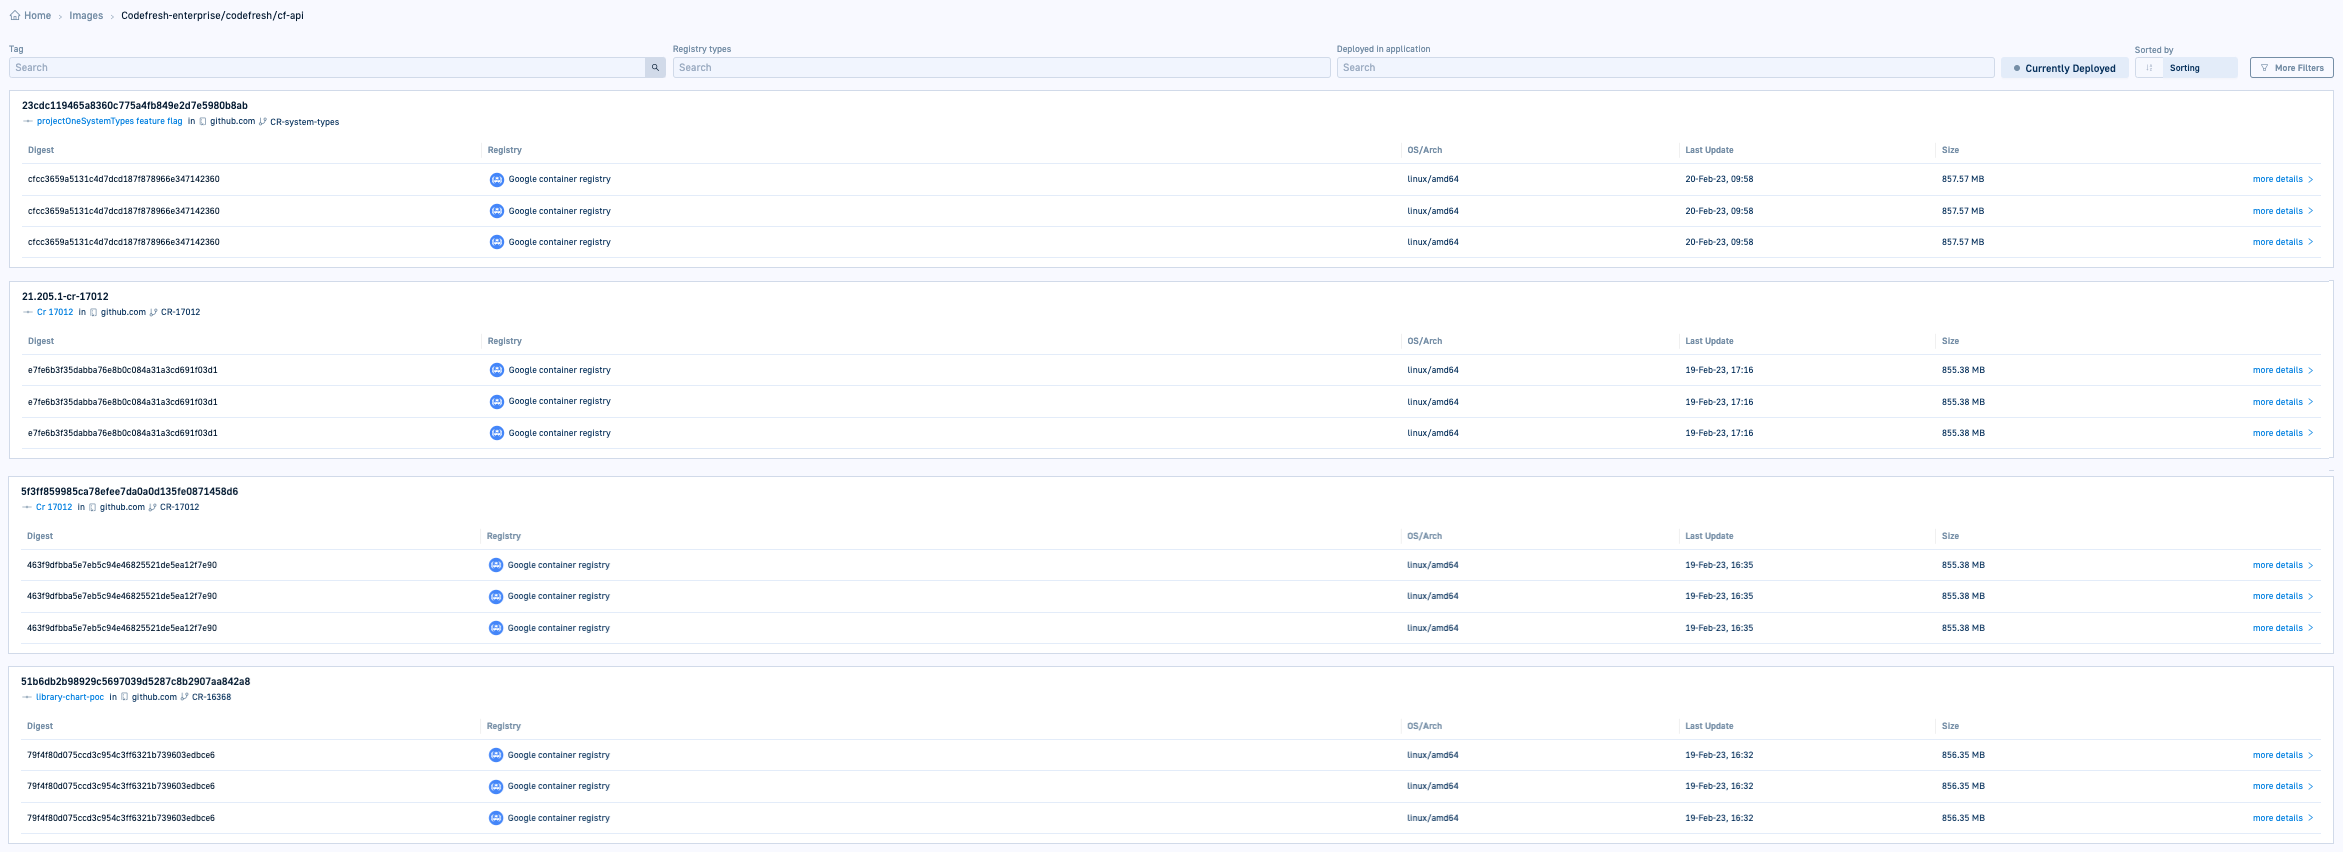 Home > Images > Codefresh-enterprise/codefresh/cf-api
Tag Registry types Deployed in application Sorted by
Search Search Search Currently Deployed Sorting More Filters
23cdc119465a8360c775a4fb849e2d7e5980b8ab
projectOneSystemTypes feature flag in github.com CR-system-types
Digest Registry OS/Arch Last Update Size
cfcc3659a5131c4d7dcd187f878966e347142360 Google container registry linux/amd64 20-Feb-23, 09:58 857.57 MB more details >
cfcc3659a5131c4d7dcd187f878966e347142360 Google container registry linux/amd64 20-Feb-23, 09:58 857.57 MB more details >
cfcc3659a5131c4d7dcd187f878966e347142360 Google container registry linux/amd64 20-Feb-23, 09:58 857.57 MB more details >
21.205.1-cr-17012
Cr 17012 in github.com CR-17012
Digest Registry OS/Arch Last Update Size
e7fe6b3f35dabba76e8b0c084a31a3cd691f03d1 Google container registry linux/amd64 19-Feb-23, 17:16 855.38 MB more details >
e7fe6b3f35dabba76e8b0c084a31a3cd691f03d1 Google container registry linux/amd64 19-Feb-23, 17:16 855.38 MB more details >
e7fe6b3f35dabba76e8b0c084a31a3cd691f03d1 Google container registry linux/amd64 19-Feb-23, 17:16 855.38 MB more details >
5f3ff859985ca78efee7da0a0d135fe0871458d6
Cr 17012 in github.com CR-17012
Digest Registry OS/Arch Last Update Size
463f9dfbba5e7eb5c94e46825521de5ea12f7e90 Google container registry linux/amd64 19-Feb-23, 16:35 855.38 MB more details >
463f9dfbba5e7eb5c94e46825521de5ea12f7e90 Google container registry linux/amd64 19-Feb-23, 16:35 855.38 MB more details >
463f9dfbba5e7eb5c94e46825521de5ea12f7e90 Google container registry linux/amd64 19-Feb-23, 16:35 855.38 MB more details >
51b6db2b98929c5697039d5287c8b2907aa842a8
library-chart-poc in github.com CR-16368
Digest Registry OS/Arch Last Update Size
79f4f80d075ccd3c954c3ff6321b739603edbce6 Google container registry linux/amd64 19-Feb-23, 16:32 856.35 MB more details >
79f4f80d075ccd3c954c3ff6321b739603edbce6 Google container registry linux/amd64 19-Feb-23, 16:32 856.35 MB more details >
79f4f80d075ccd3c954c3ff6321b739603edbce6 Google container registry linux/amd64 19-Feb-23, 16:32 856.35 MB more details >